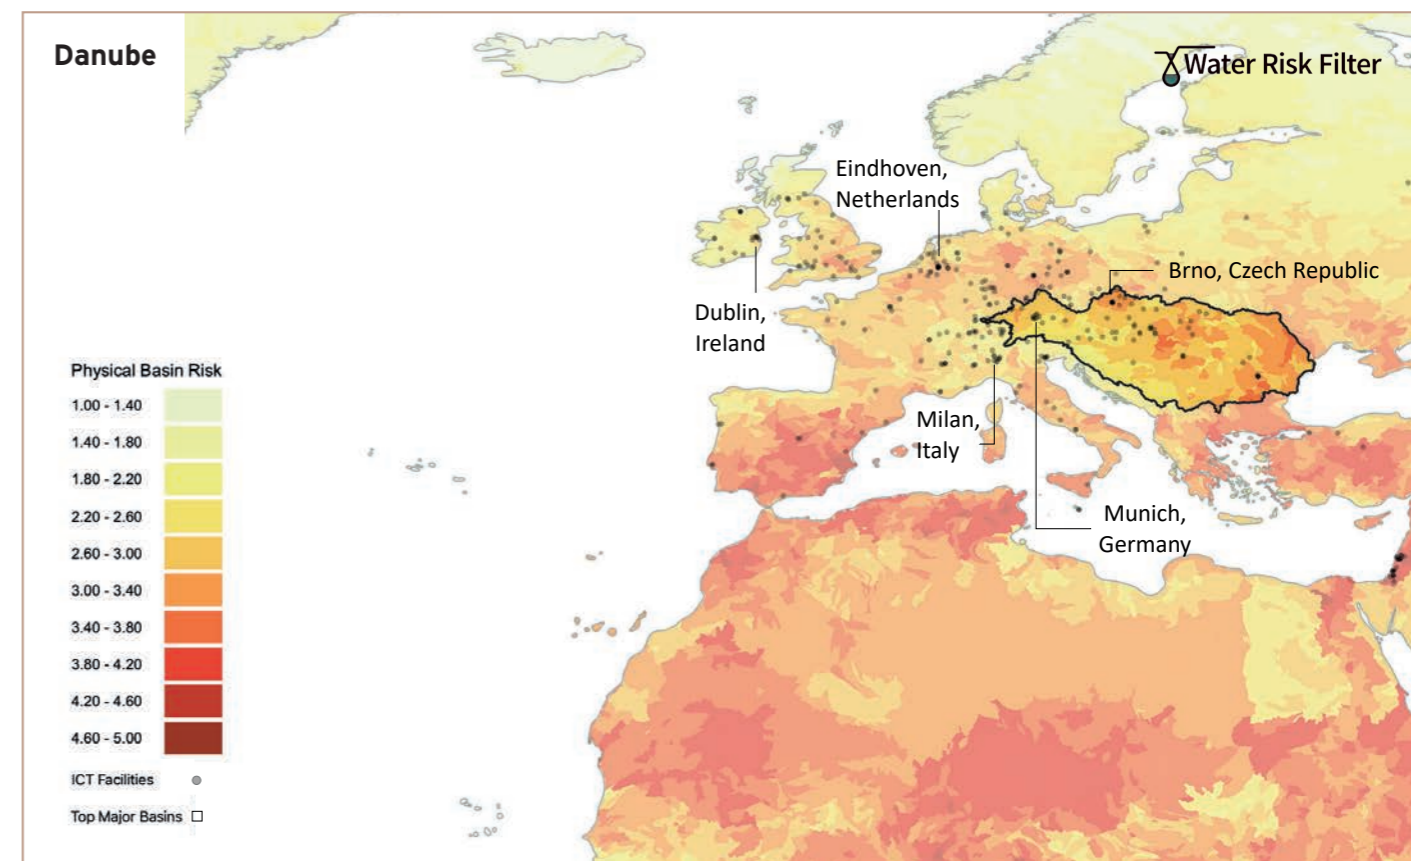 Danube
Water Risk Filter
Eindhoven,
Netherlands
Brno, Czech Republic
Dublin,
Ireland
Milan,
Italy
Munich,
Germany
Physical Basin Risk
1.00 - 1.40
1.40 - 1.80
1.80 - 2.20
2.20 - 2.60
2.60 - 3.00
3.00 - 3.40
3.40 - 3.80
3.80 - 4.20
4.20 - 4.60
4.60 - 5.00
ICT Facilities
Top Major Basins